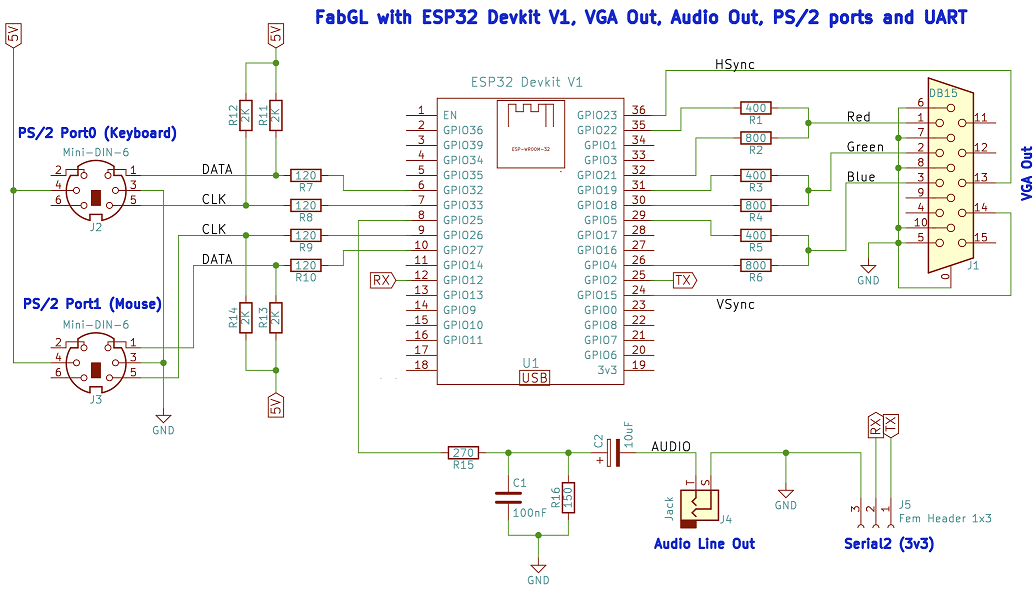 FabGL with ESP32 Devkit V1, VGA Out, Audio Out, PS/2 ports and UART
5V
5V
R12
2K
R11
2K
PS/2 Port0 (Keyboard)
Mini-DIN-6
2
4
6
1
3
5
J2
DATA
CLK
CLK
DATA
120
R7
120
R8
120
R9
120
R10
R14
2K
R13
2K
5V
PS/2 Port1 (Mouse)
Mini-DIN-6
2
4
6
1
3
5
J3
GND
ESP32 Devkit V1
ESP-WROOM-32
1 EN
2 GPIO36
3 GPIO39
4 GPIO34
5 GPIO35
6 GPIO32
7 GPIO33
8 GPIO25
9 GPIO26
10 GPIO27
11 GPIO14
12 GPIO12
13 GPIO13
14 GPIO9
15 GPIO10
16 GPIO11
17
18
RX
GPIO23 36
GPIO22 35
GPIO1 34
GPIO3 33
GPIO21 32
GPIO19 31
GPIO18 30
GPIO5 29
GPIO17 28
GPIO16 27
GPIO4 26
GPIO2 25
GPIO15 24
GPIO0 23
GPIO8 22
GPIO7 21
GPIO6 20
3v3 19
U1
USB
TX
HSync
VSync
400
R1
800
R2
400
R3
800
R4
400
R5
800
R6
Red
Green
Blue
DB15
6
1
7
2
8
3
9
4
10
5
11
12
13
14
15
0
J1
GND
VGA Out
270
R15
C1
100nF
R16
150
GND
C2
+
10uF
AUDIO
T
S
Jack
J4
Audio Line Out
GND
RX
TX
3
2
1
J5
Fem Header 1x3
Serial2 (3v3)